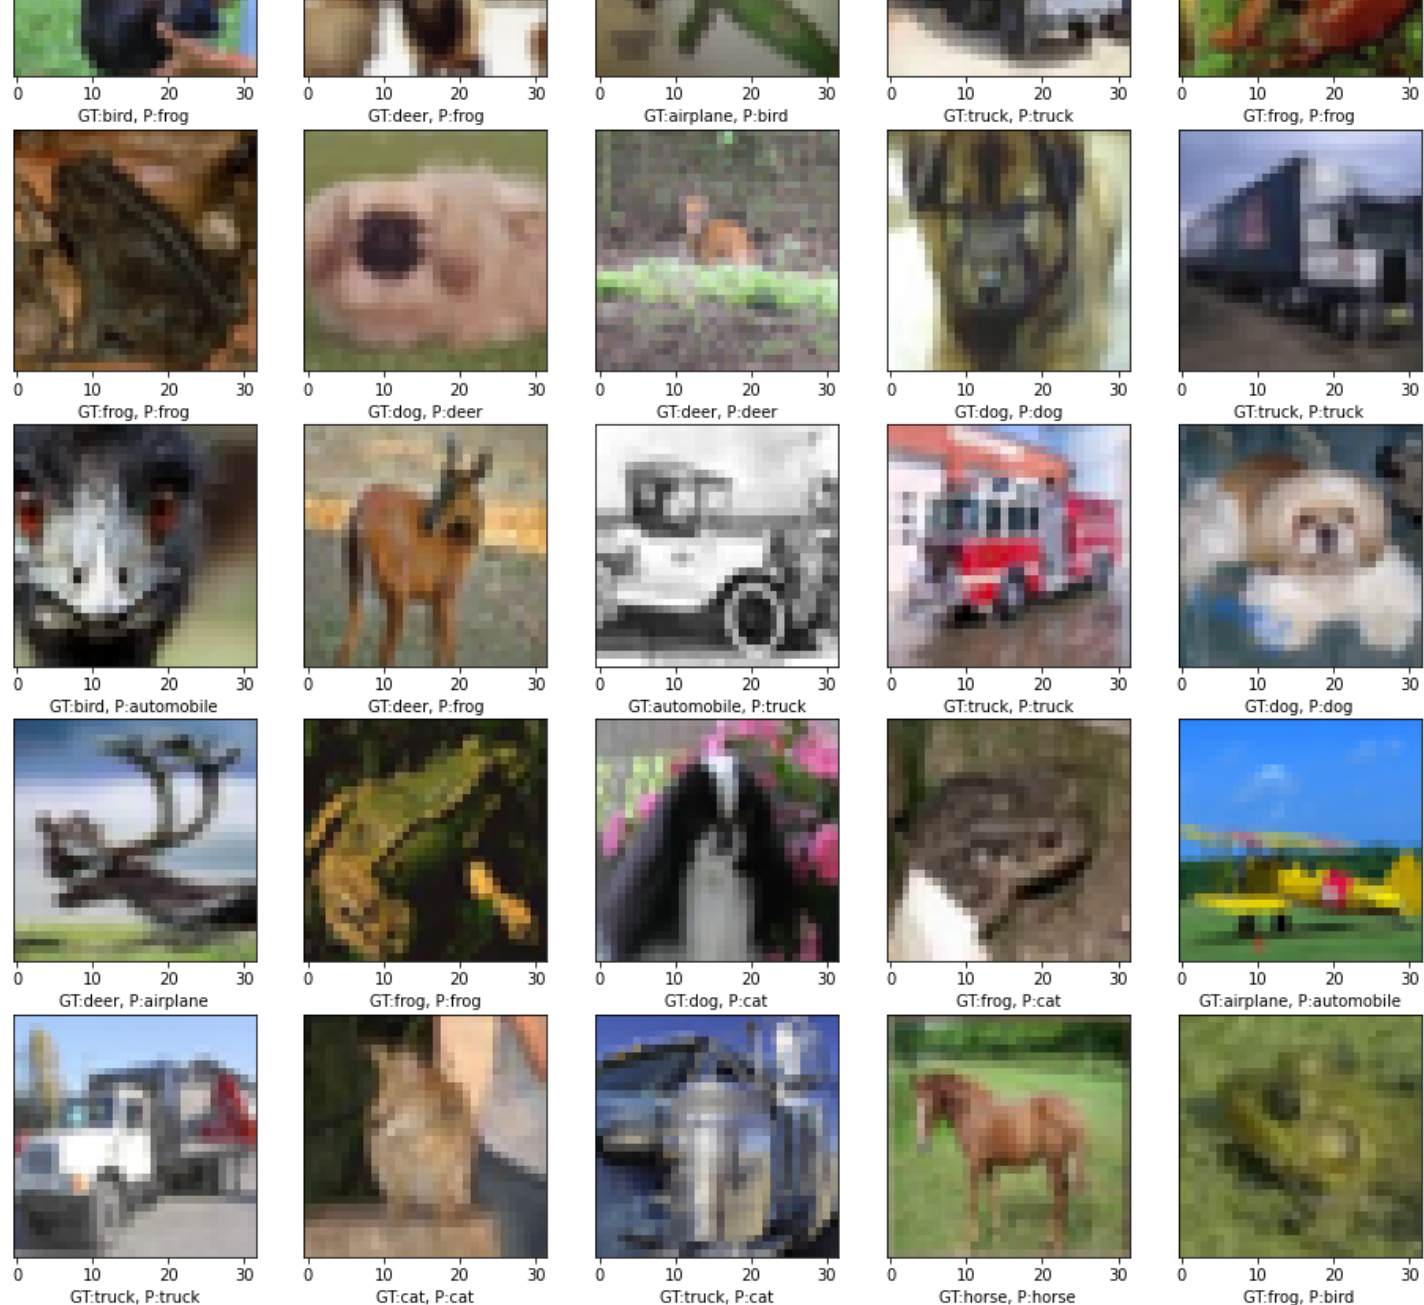 0 10 20 30 0 10 20 30 0 10 20 30 0 10 20 30 0 10 20 30
GT:bird, P:frog GT:deer, P:frog GT:airplane, P:bird GT:truck, P:truck GT:frog, P:frog
0 10 20 30 0 10 20 30 0 10 20 30 0 10 20 30 0 10 20 30
GT:frog, P:frog GT:dog, P:deer GT:deer, P:deer GT:dog, P:dog GT:truck, P:truck
0 10 20 30 0 10 20 30 0 10 20 30 0 10 20 30 0 10 20 30
GT:bird, P:automobile GT:deer, P:frog GT:automobile, P:truck GT:truck, P:truck GT:dog, P:dog
0 10 20 30 0 10 20 30 0 10 20 30 0 10 20 30 0 10 20 30
GT:deer, P:airplane GT:frog, P:frog GT:dog, P:cat GT:frog, P:cat GT:airplane, P:automobile
0 10 20 30 0 10 20 30 0 10 20 30 0 10 20 30 0 10 20 30
GT:truck, P:truck GT:cat, P:cat GT:truck, P:cat GT:horse, P:horse GT:frog, P:bird